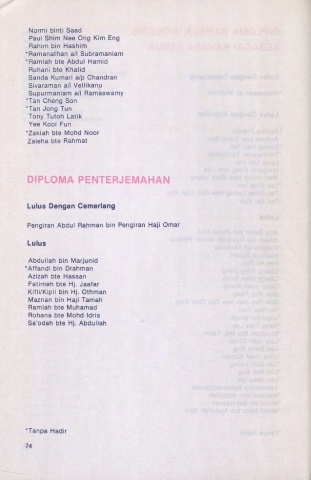 Normi binti Saad
Paul Shim Nee Ong Kim Eng
Rahim bin Hashim
*Ramanathan a/l Subramaniam
*Ramlah bte Abdul Hamid
Ruhani bte Khalid
Sanda Kumari a/p Chandran
Sivaraman a/l Vellikanu
Supurmaniam a/l Ramaswamy
*Tan Cheng Son
*Tan Jong Tun
Tony Tutoh Latik
Yee Kooi Fun
*Zakiah bte Mohd Noor
Zaleha bte Rahmat
DIPLOMA PENTERJEMAHAN
Lulus Dengan Cemerlang
Pengiran Abdul Rahman bin Pengiran Haji Omar
Lulus
Abdullah bin Marjunid
*Affandi bin Drahman
Azizah bte Hassan
Fatimah bte Hj. Jaafar
Kifli/Kipli bin Hj. Othman
Maznan bin Haji Tamah
Ramlah bte Muhamad
Rohana bte Mohd Idris
Sa'odah bte Hj. Abdullah
*Tanpa Hadir
74